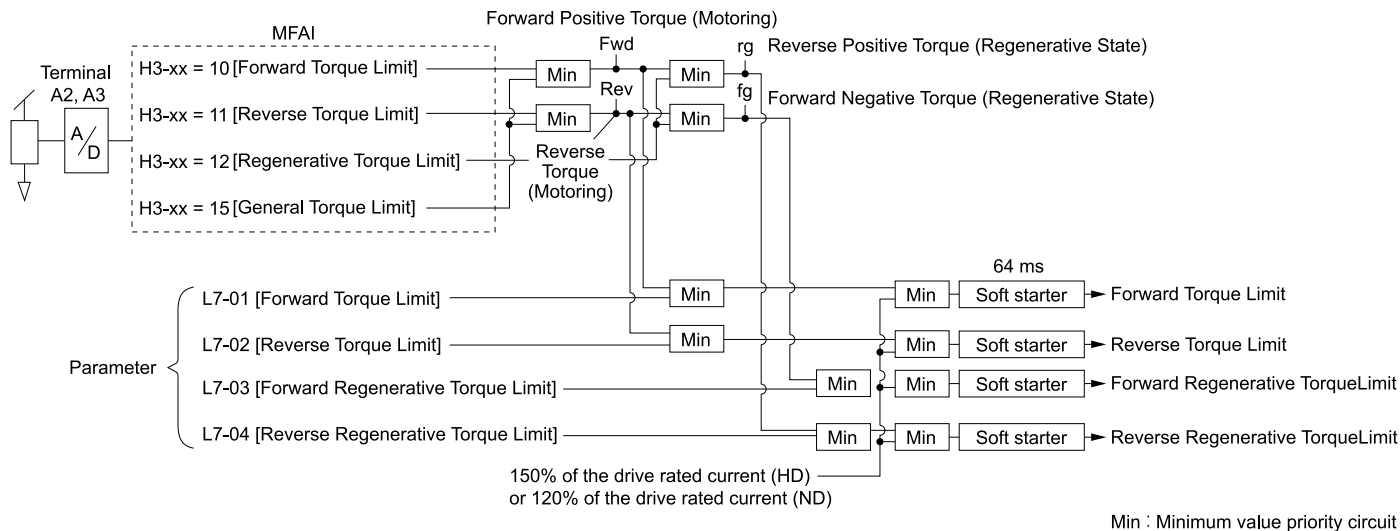 Forward Positive Torque (Motoring)
MFAI
Fwd
rg
Reverse Positive Torque (Regenerative State)
Terminal
A2, A3
H3-xx = 10 [Forward Torque Limit]
Min
Min
Rev
fg
Forward Negative Torque (Regenerative State)
A/D
H3-xx = 11 [Reverse Torque Limit]
Min
Min
H3-xx = 12 [Regenerative Torque Limit]
Reverse
Torque
(Motoring)
H3-xx = 15 [General Torque Limit]
64 ms
L7-01 [Forward Torque Limit]
Min
Min
Soft starter
Forward Torque Limit
L7-02 [Reverse Torque Limit]
Min
Min
Soft starter
Reverse Torque Limit
Parameter
L7-03 [Forward Regenerative Torque Limit]
Min
Min
Soft starter
Forward Regenerative TorqueLimit
L7-04 [Reverse Regenerative Torque Limit]
Min
Min
Soft starter
Reverse Regenerative TorqueLimit
150% of the drive rated current (HD)
or 120% of the drive rated current (ND)
Min : Minimum value priority circuit